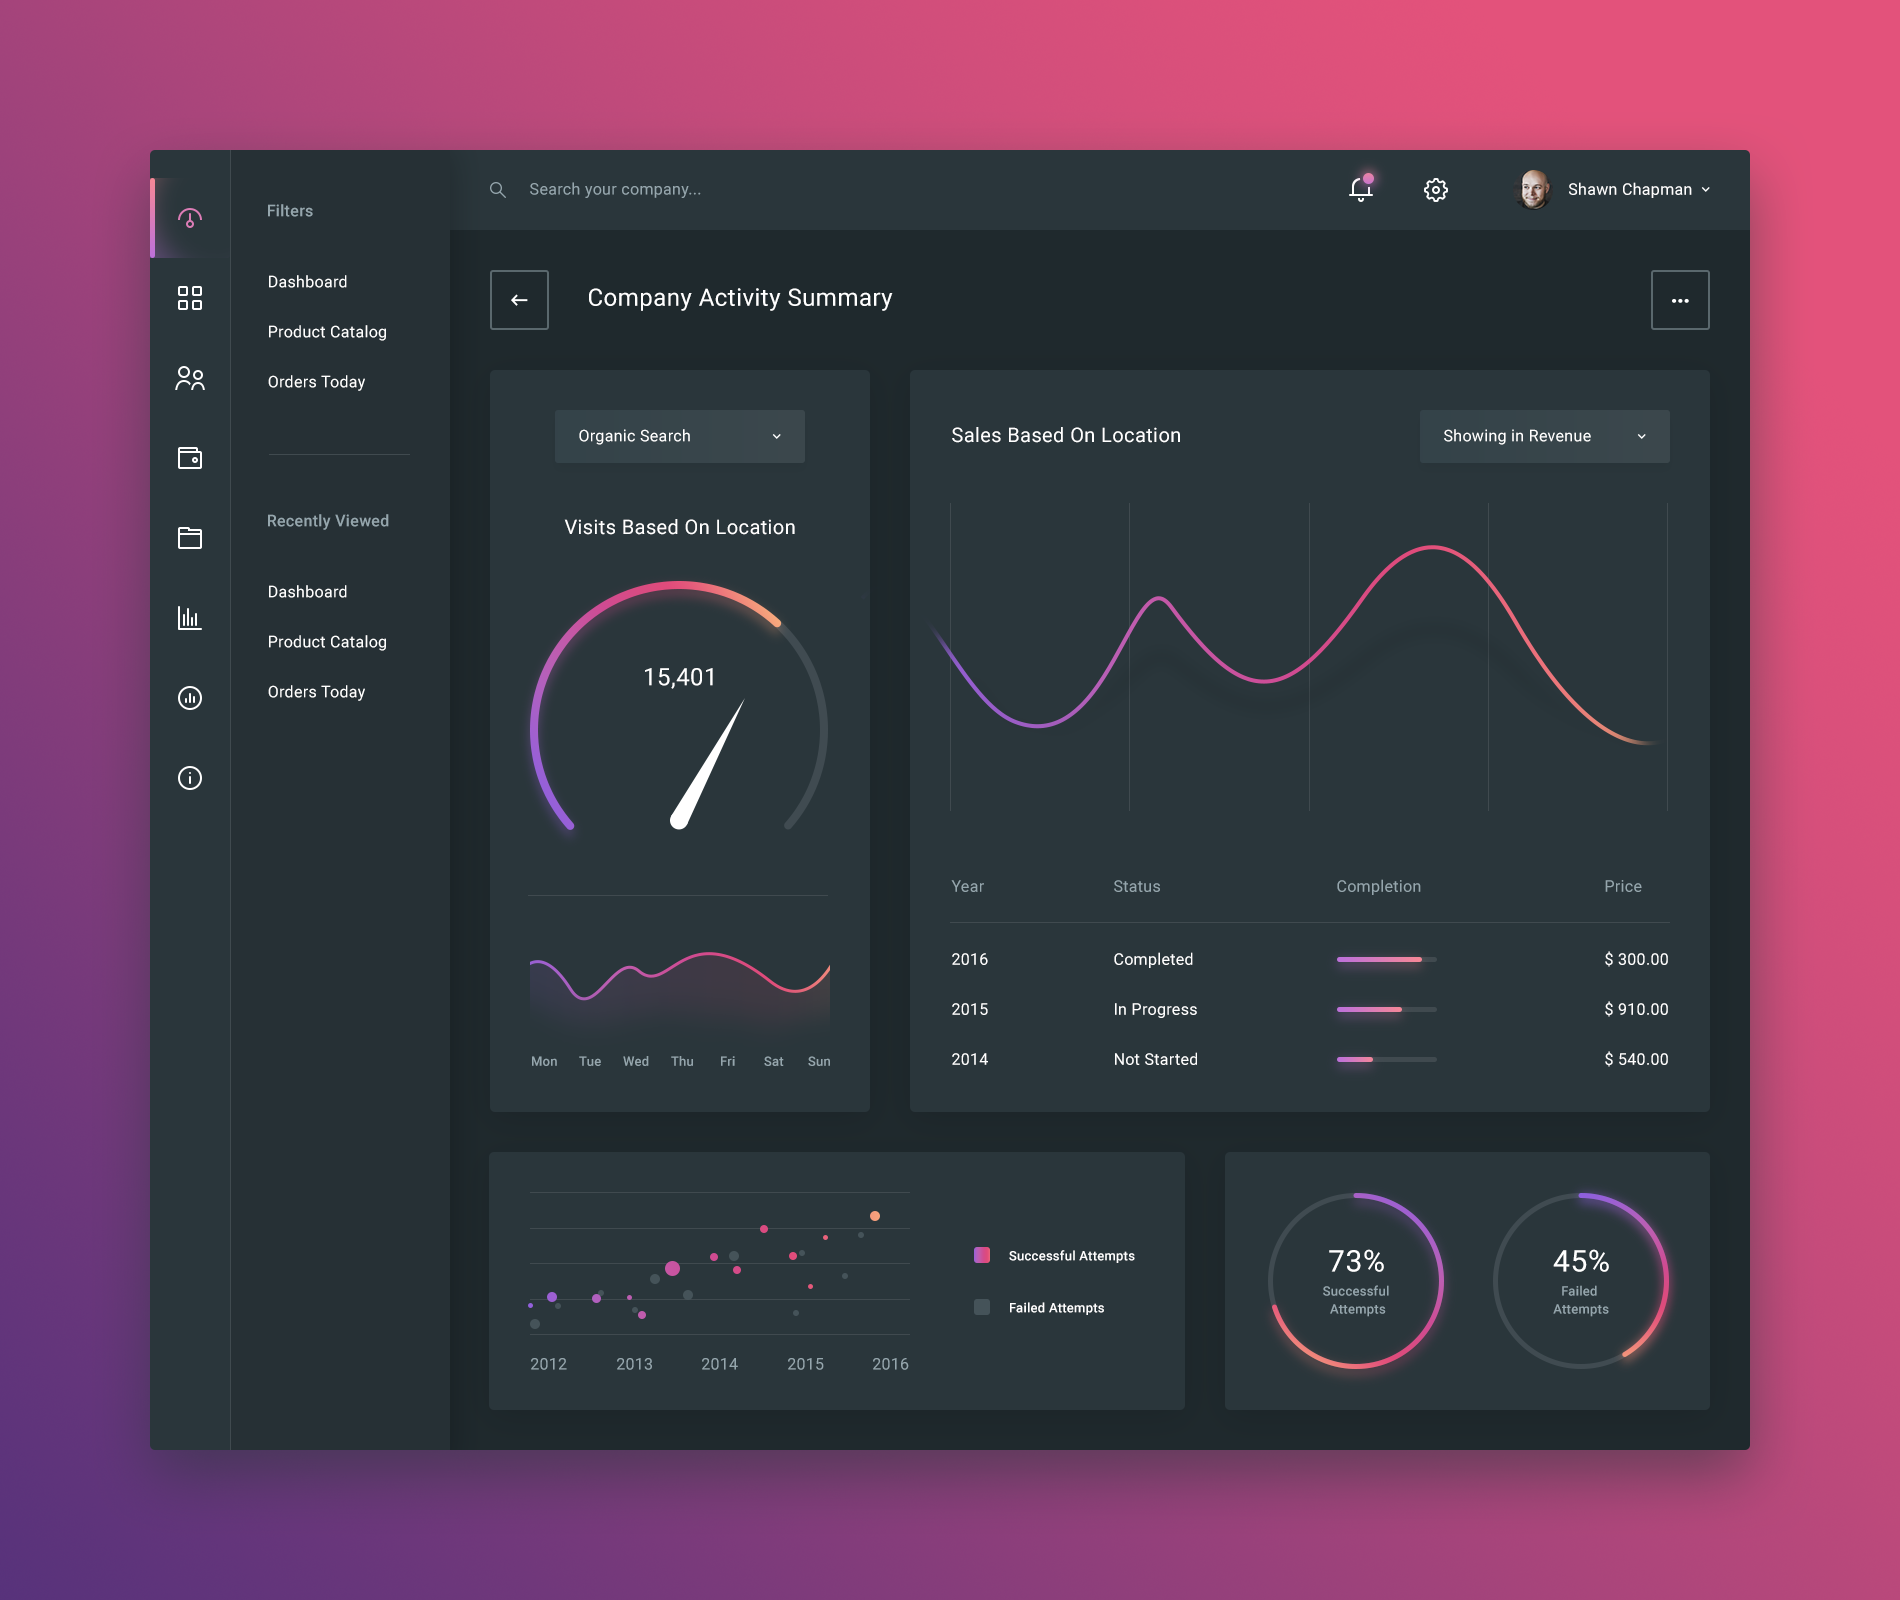 Search your company...
Shawn Chapman
Filters
Dashboard
Product Catalog
Orders Today
Recently Viewed
Dashboard
Product Catalog
Orders Today
Company Activity Summary
Organic Search
Visits Based On Location
15,401
Mon Tue Wed Thu Fri Sat Sun
Sales Based On Location
Showing in Revenue
Year Status Completion Price
2016 Completed $ 300.00
2015 In Progress $ 910.00
2014 Not Started $ 540.00
2012 2013 2014 2015 2016
Successful Attempts
Failed Attempts
73%
Successful
Attempts
45%
Failed
Attempts